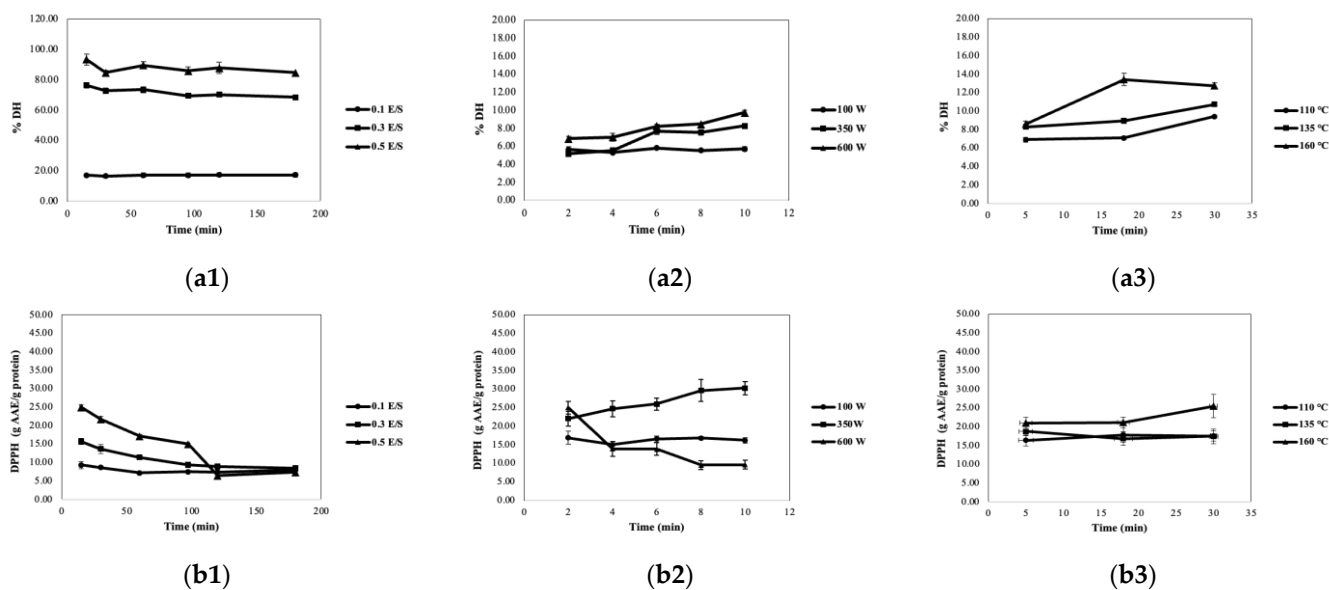 120.00
100.00
80.00
60.00
40.00
20.00
0.00
% DH
0 50 100 150 200
Time (min)
0.1 E/S
0.3 E/S
0.5 E/S
(a1)
20.00
18.00
16.00
14.00
12.00
10.00
8.00
6.00
4.00
2.00
0.00
% DH
0 2 4 6 8 10 12
Time (min)
100 W
350 W
600 W
(a2)
20.00
18.00
16.00
14.00
12.00
10.00
8.00
6.00
4.00
2.00
0.00
% DH
0 5 10 15 20 25 30 35
Time (min)
110 °C
135 °C
160 °C
(a3)
50.00
45.00
40.00
35.00
30.00
25.00
20.00
15.00
10.00
5.00
0.00
DPPH (g AAE/g protein)
0 50 100 150 200
Time (min)
0.1 E/S
0.3 E/S
0.5 E/S
(b1)
50.00
45.00
40.00
35.00
30.00
25.00
20.00
15.00
10.00
5.00
0.00
DPPH (g AAE/g protein)
0 2 4 6 8 10 12
Time (min)
100 W
350W
600 W
(b2)
50.00
45.00
40.00
35.00
30.00
25.00
20.00
15.00
10.00
5.00
0.00
DPPH (g AAE/g protein)
0 5 10 15 20 25 30 35
Time (min)
110 °C
135 °C
160 °C
(b3)